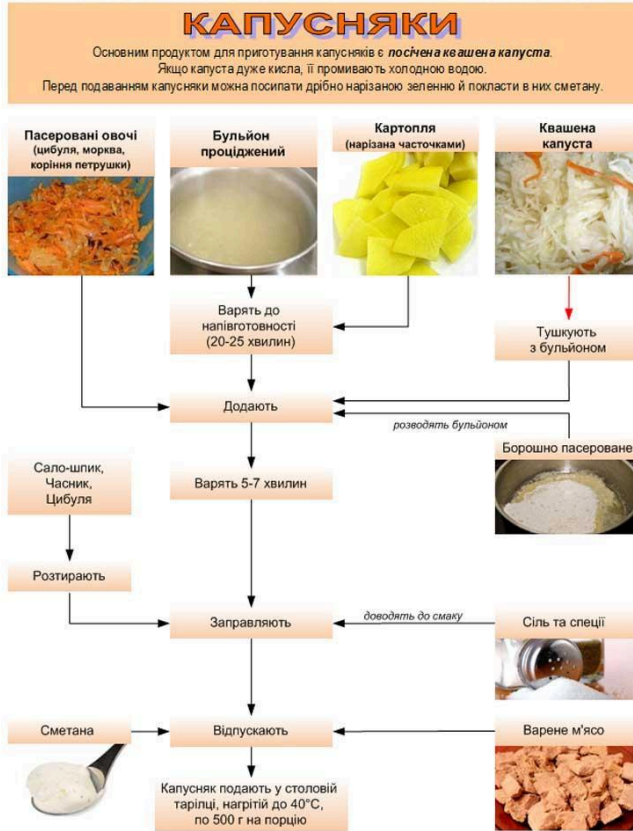 КАПУСНЯКИ
Основним продуктом для приготування капусняків є посічена квашена капуста.
Якщо капуста дуже кисла, її промивають холодною водою.
Перед подаванням капусняки можна посипати дрібно нарізаною зеленню й покласти в них сметану.
Пасеровані овочі
(цибуля, морква,
коріння петрушки)
Бульйон
проціджений
Картопля
(нарізана часточками)
Квашена
капуста
Варять до
напівготовності
(20-25 хвилин)
Тушкують
з бульйоном
Додають
розводять бульйоном
Борошно пасероване
Сало-шпик,
Часник,
Цибуля
Варять 5-7 хвилин
Розтирають
Заправляють
доводять до смаку
Сіль та спеції
Сметана
Відпускають
Варене м'ясо
Капусняк подають у столовій
таріпці, нагрітій до 40°С,
по 500 г на порцію